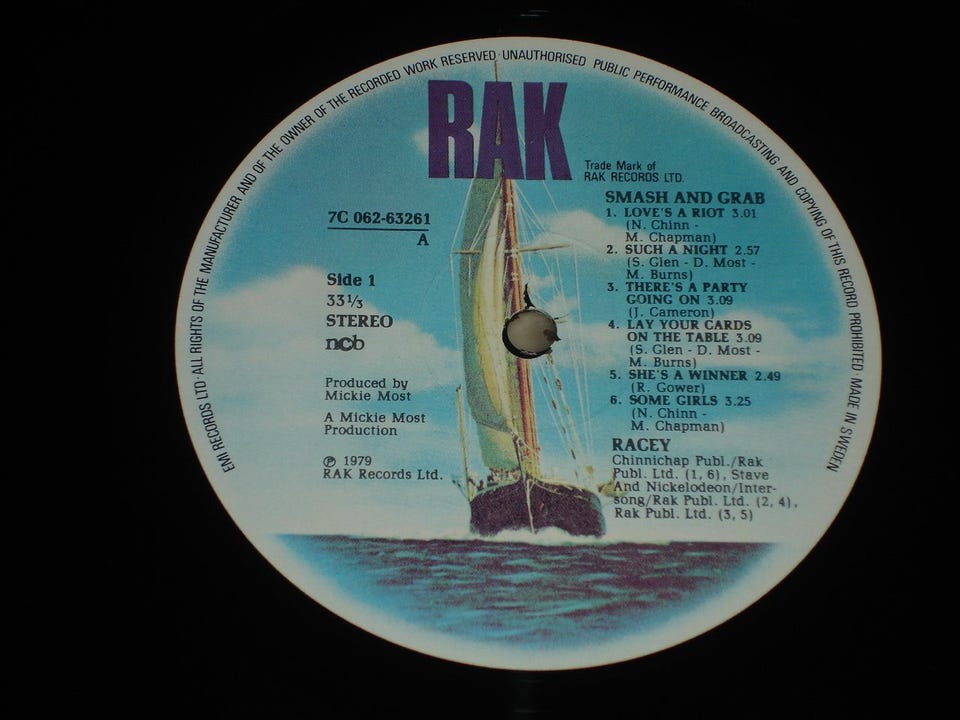 EMI RECORDS LTD · ALL RIGHTS OF THE MANUFACTURER AND OF THE OWNER OF THE RECORDED WORK RESERVED · UNAUTHORISED PUBLIC PERFORMANCE BROADCASTING AND COPYING OF THIS RECORD PROHIBITED · MADE IN SWEDEN
RAK
Trade Mark of
RAK RECORDS LTD.
7C 062-63261
A
Side 1
33 1/3
STEREO
ncb
Produced by
Mickie Most
A Mickie Most
Production
℗ 1979
RAK Records Ltd.
SMASH AND GRAB
1. LOVE'S A RIOT 3.01
(N. Chinn -
M. Chapman)
2. SUCH A NIGHT 2.57
(S. Glen - D. Most -
M. Burns)
3. THERE'S A PARTY
GOING ON 3.09
(J. Cameron)
4. LAY YOUR CARDS
ON THE TABLE 3.09
(S. Glen - D. Most -
M. Burns)
5. SHE'S A WINNER 2.49
(R. Gower)
6. SOME GIRLS 3.25
(N. Chinn -
M. Chapman)
RACEY
Chinnichap Publ./Rak
Publ. Ltd. (1, 6), Stave
And Nickelodeon/Inter-
song/Rak Publ. Ltd. (2, 4),
Rak Publ. Ltd. (3, 5)